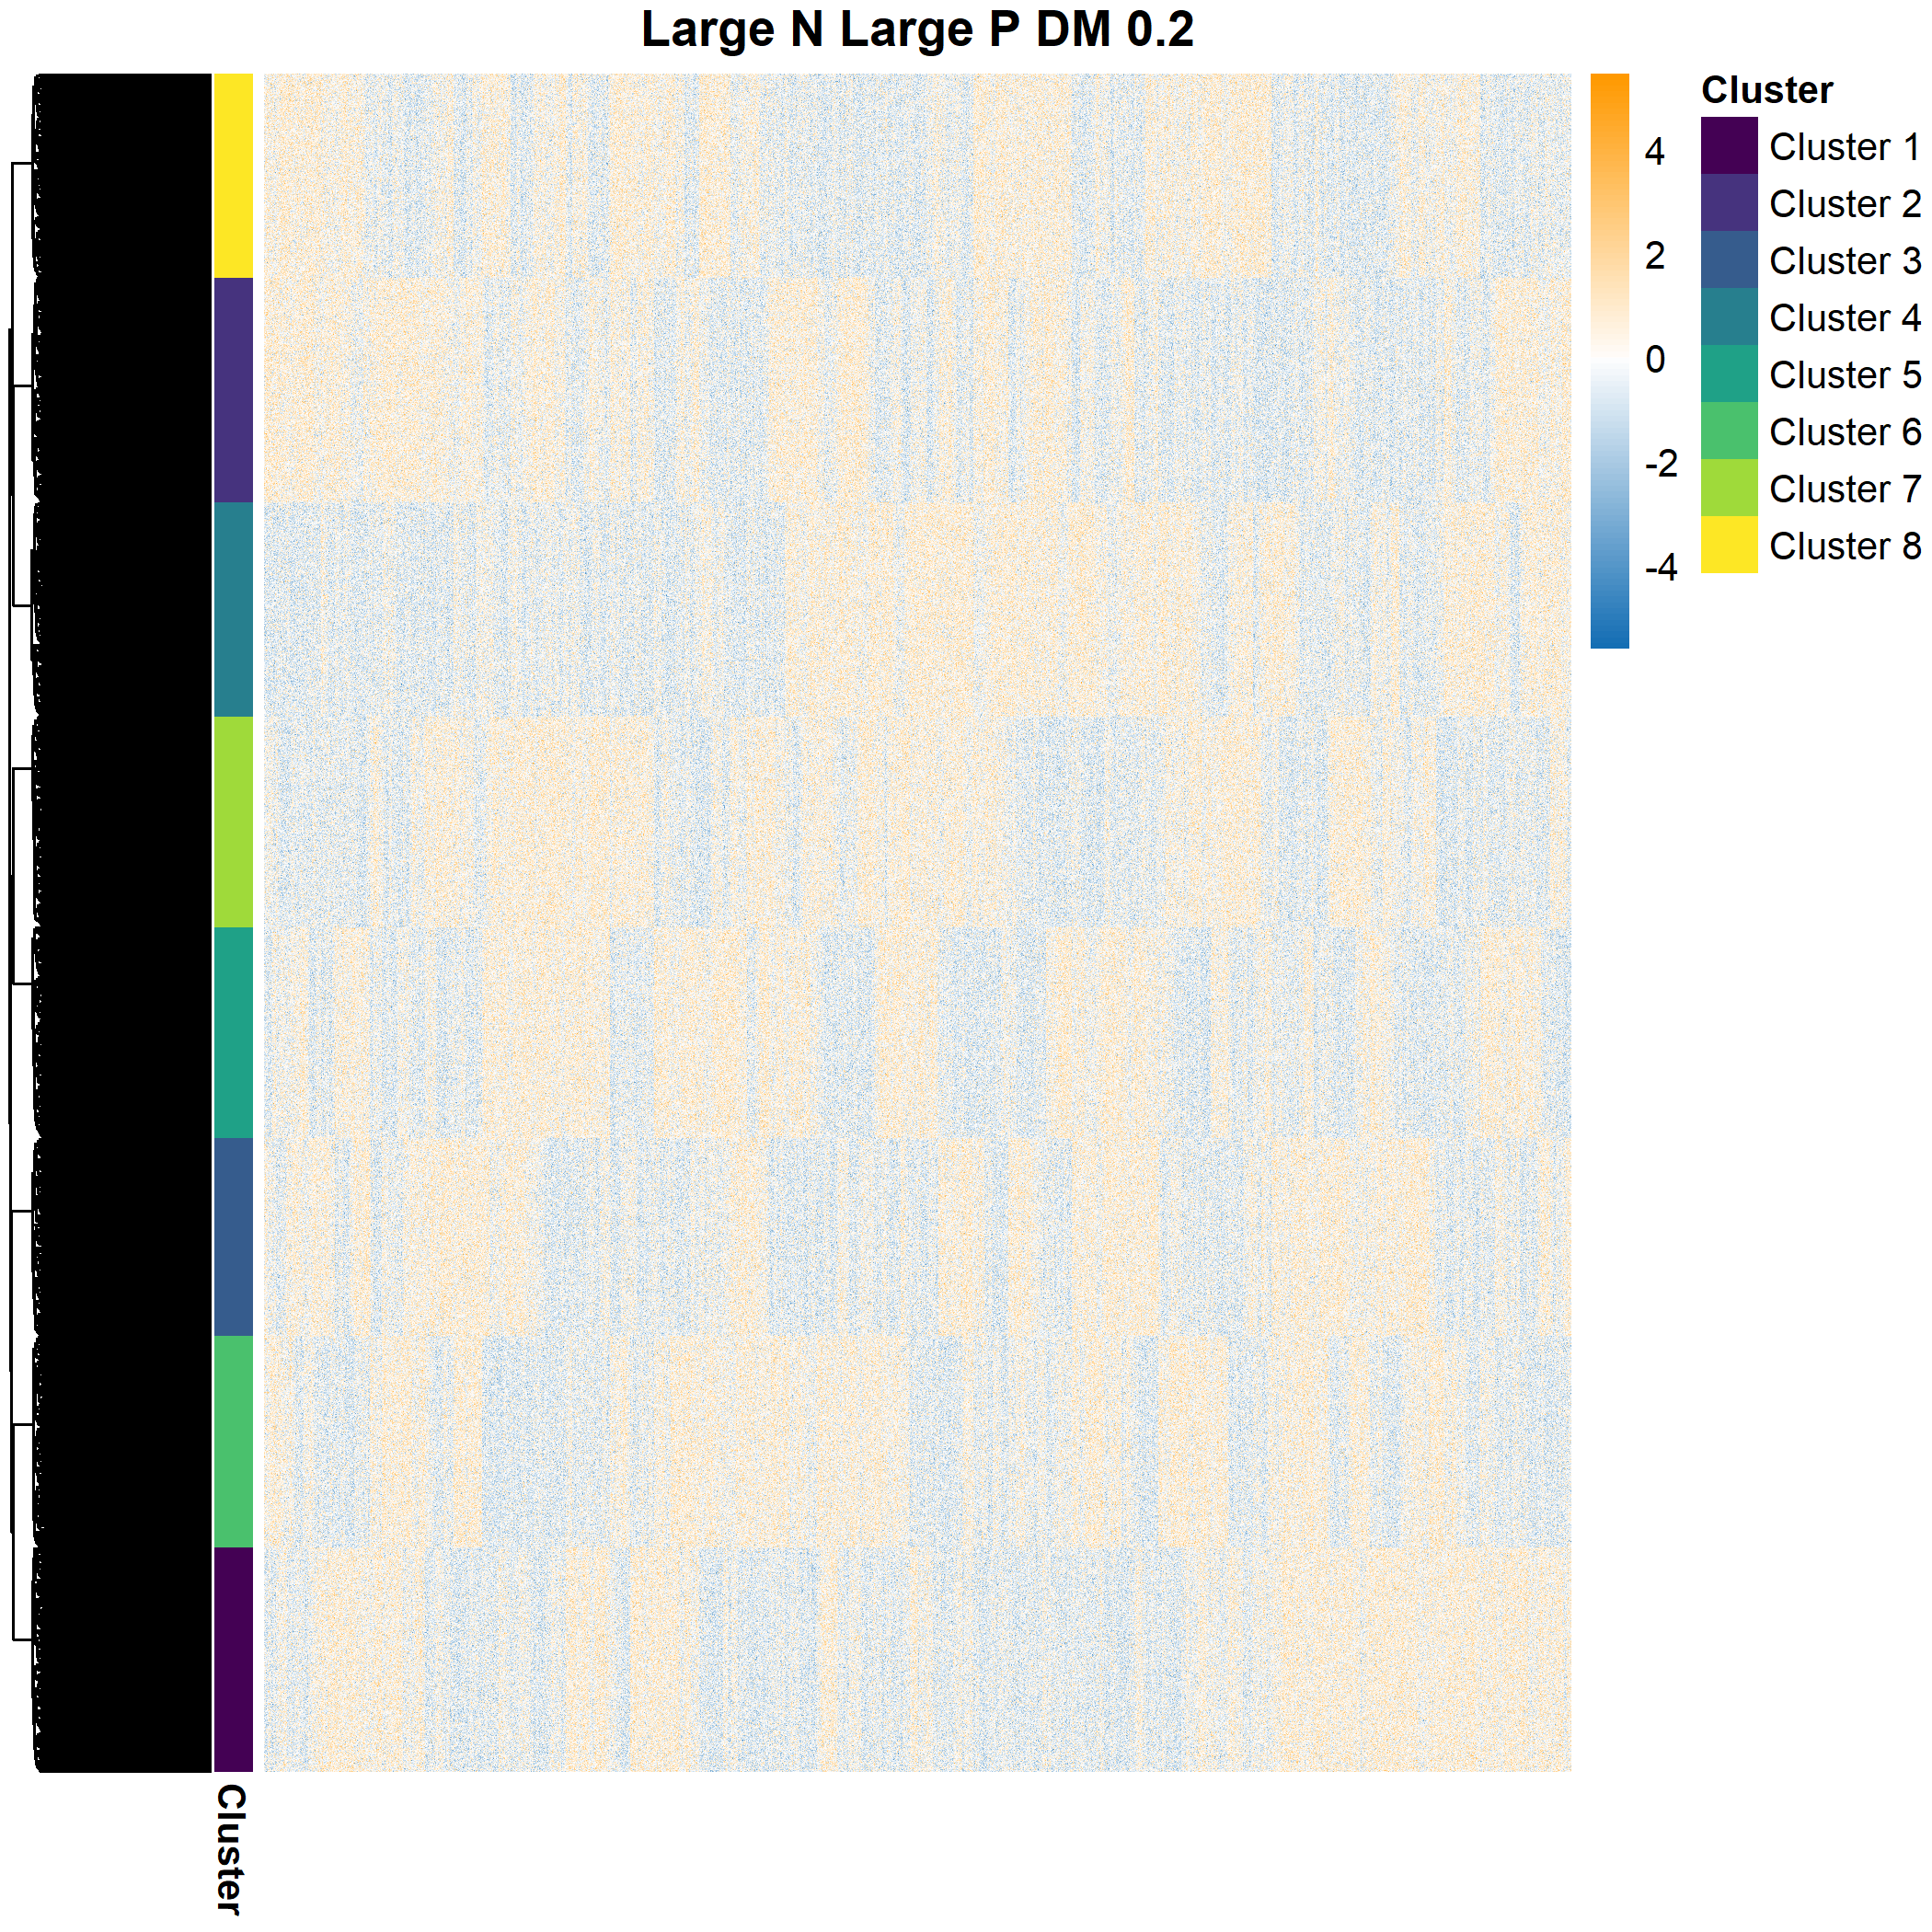 Large N Large P DM 0.2
4
2
0
-2
-4
Cluster
Cluster 1
Cluster 2
Cluster 3
Cluster 4
Cluster 5
Cluster 6
Cluster 7
Cluster 8
Cluster